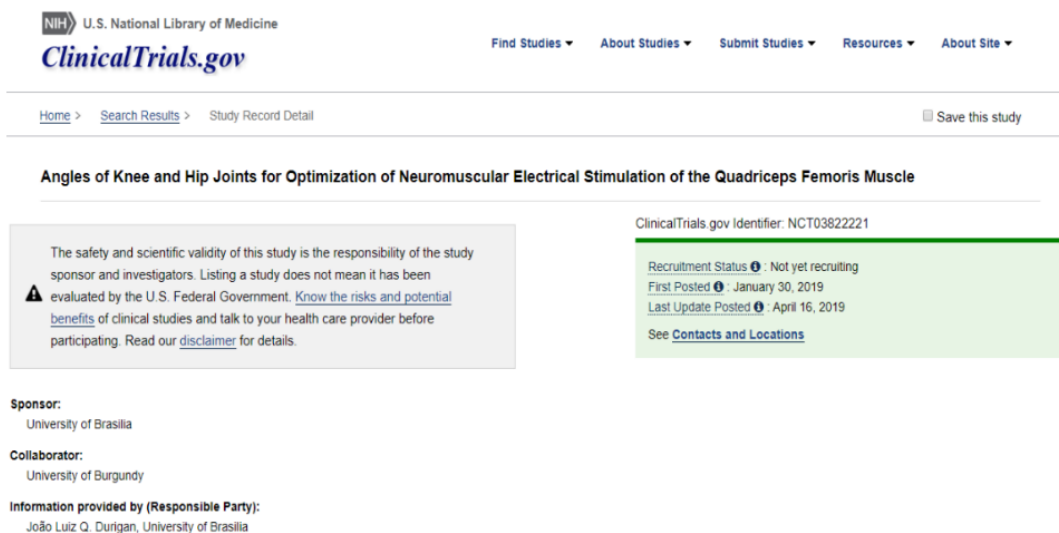 NIH U.S. National Library of Medicine
ClinicalTrials.gov
Find Studies ▾ About Studies ▾ Submit Studies ▾ Resources ▾ About Site ▾
Home > Search Results > Study Record Detail
Save this study
Angles of Knee and Hip Joints for Optimization of Neuromuscular Electrical Stimulation of the Quadriceps Femoris Muscle
The safety and scientific validity of this study is the responsibility of the study
sponsor and investigators. Listing a study does not mean it has been
evaluated by the U.S. Federal Government. Know the risks and potential
benefits of clinical studies and talk to your health care provider before
participating. Read our disclaimer for details.
ClinicalTrials.gov Identifier: NCT03822221
Recruitment Status : Not yet recruiting
First Posted : January 30, 2019
Last Update Posted : April 16, 2019
See Contacts and Locations
Sponsor:
University of Brasilia
Collaborator:
University of Burgundy
Information provided by (Responsible Party):
João Luiz Q. Durigan, University of Brasilia